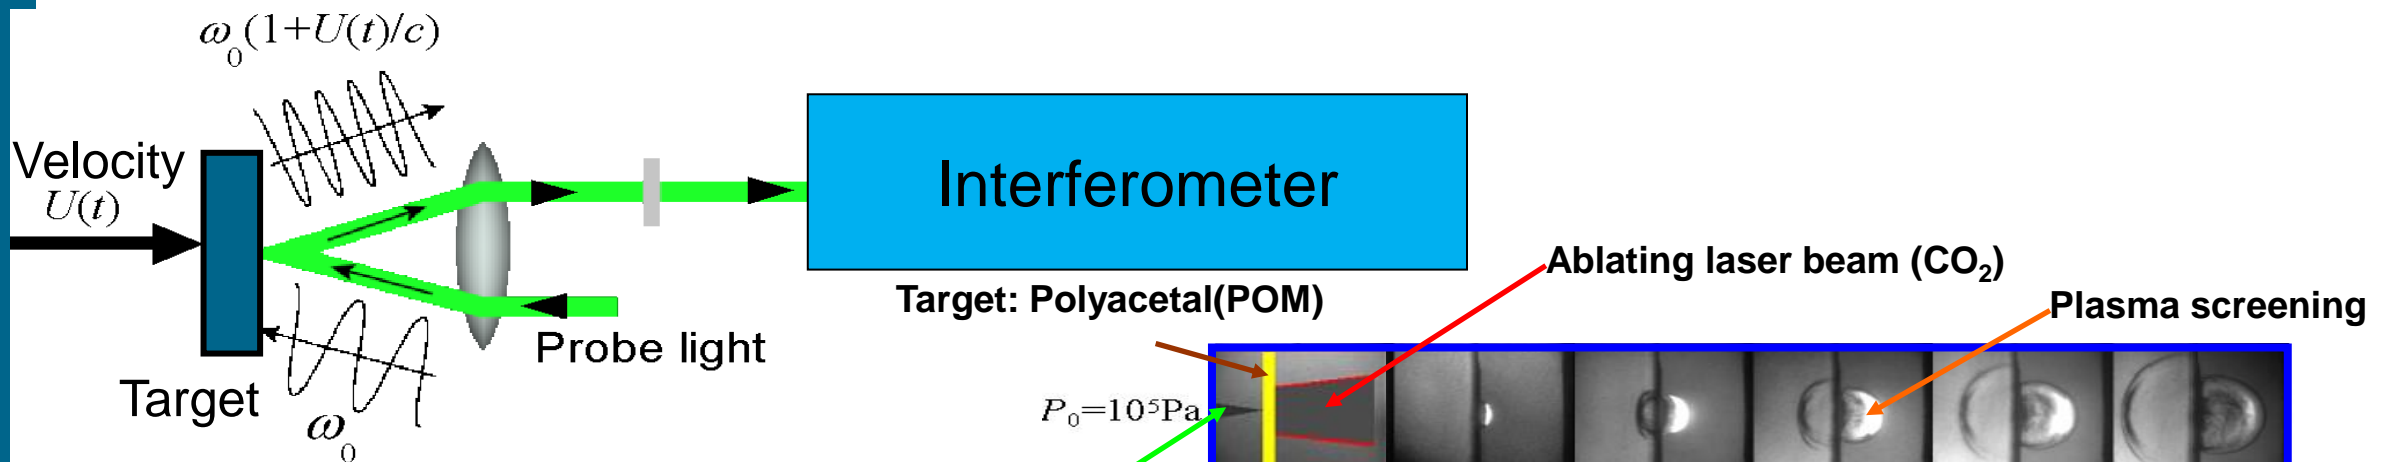 ω₀(1+U(t)/c)
Velocity
U(t)
Interferometer
Ablating laser beam (CO₂)
Target: Polyacetal(POM)
Plasma screening
Probe light
Target
P₀=10⁵Pa
ω₀